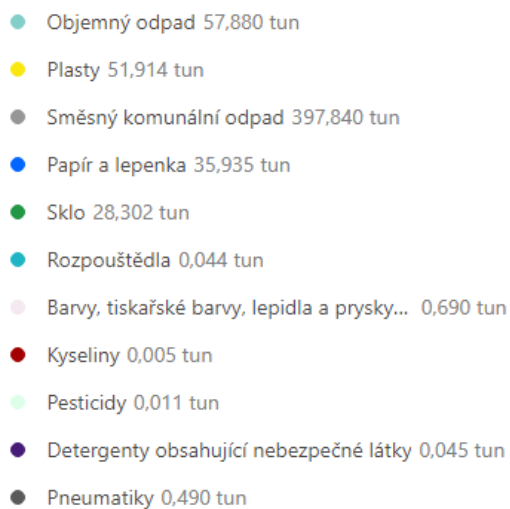 Objemný odpad 57,880 tun
Plasty 51,914 tun
Směsný komunální odpad 397,840 tun
Papír a lepenka 35,935 tun
Sklo 28,302 tun
Rozpouštědla 0,044 tun
Barvy, tiskařské barvy, lepidla a prysky... 0,690 tun
Kyseliny 0,005 tun
Pesticidy 0,011 tun
Detergenty obsahující nebezpečné látky 0,045 tun
Pneumatiky 0,490 tun